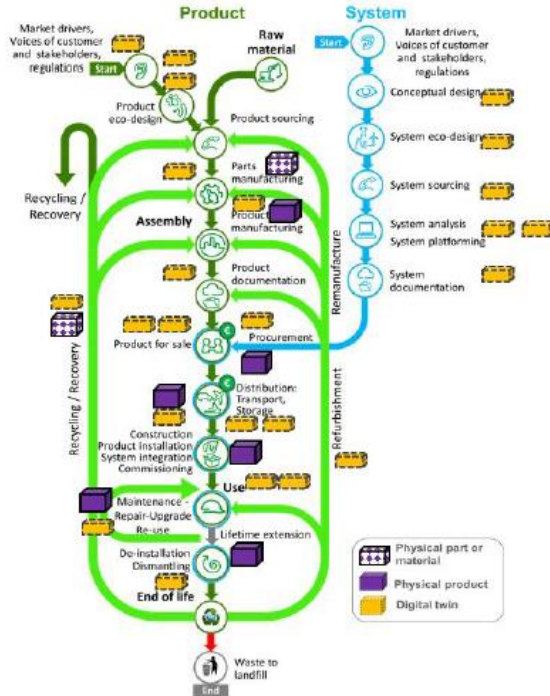 Product
System
Market drivers,
Voices of customer
and stakeholders,
regulations
Start
Raw
material
Start
Market drivers,
Voices of customer
and stakeholders,
regulations
Product
eco-design
Conceptual design
Product sourcing
System eco-design
Recycling /
Recovery
Parts
manufacturing
System sourcing
Assembly
Product
manufacturing
System analysis
System platforming
Remanufacture
Product
documentation
System
documentation
Recycling / Recovery
€
Product for sale
Procurement
€
Distribution:
Transport,
Storage
Refurbishment
Construction
Product installation
System integration
Commissioning
Use
Maintenance -
Repair-Upgrade
Re-use
Lifetime extension
De-installation
Dismantling
End of life
Physical part or
material
Physical product
Digital twin
Waste to
landfill
End